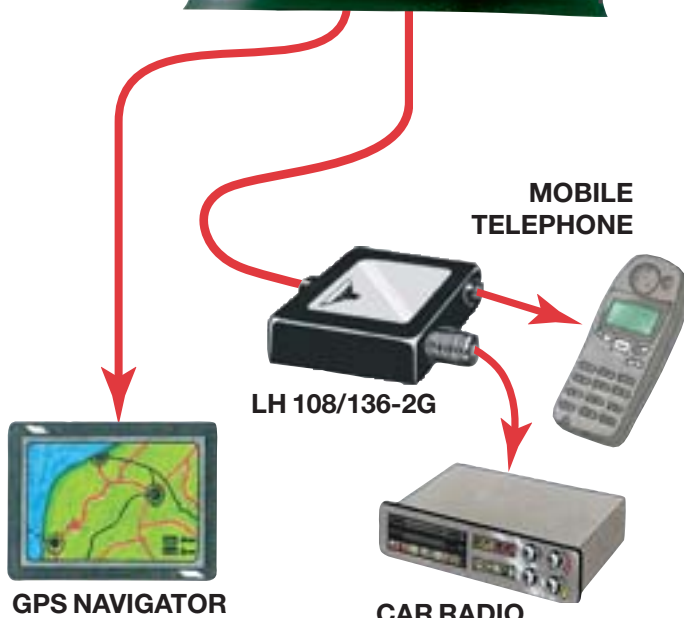 MOBILE
TELEPHONE
LH 108/136-2G
GPS NAVIGATOR
CAR RADIO